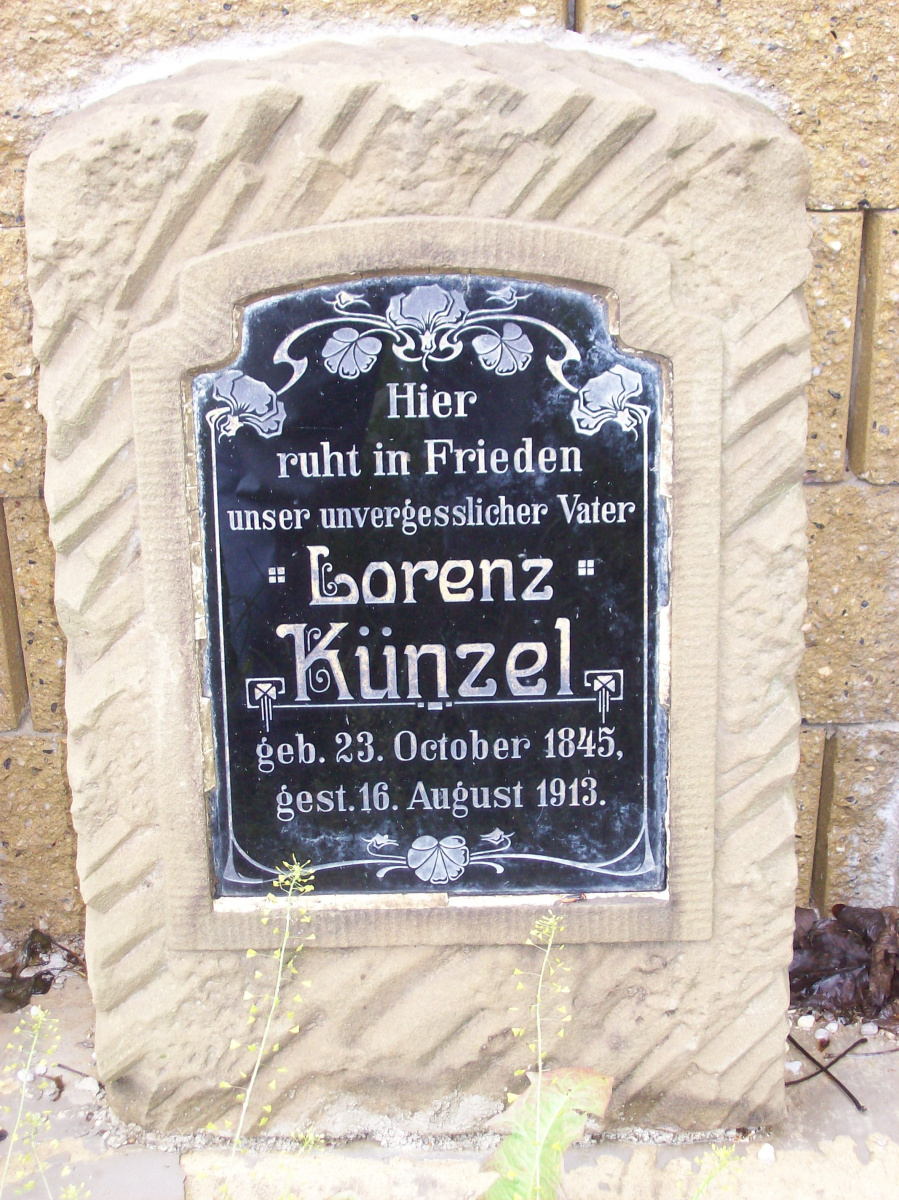 Hier
ruht in Frieden
unser unvergesslicher Vater
Lorenz
Künzel
geb. 23. October 1845,
gest. 16. August 1913.